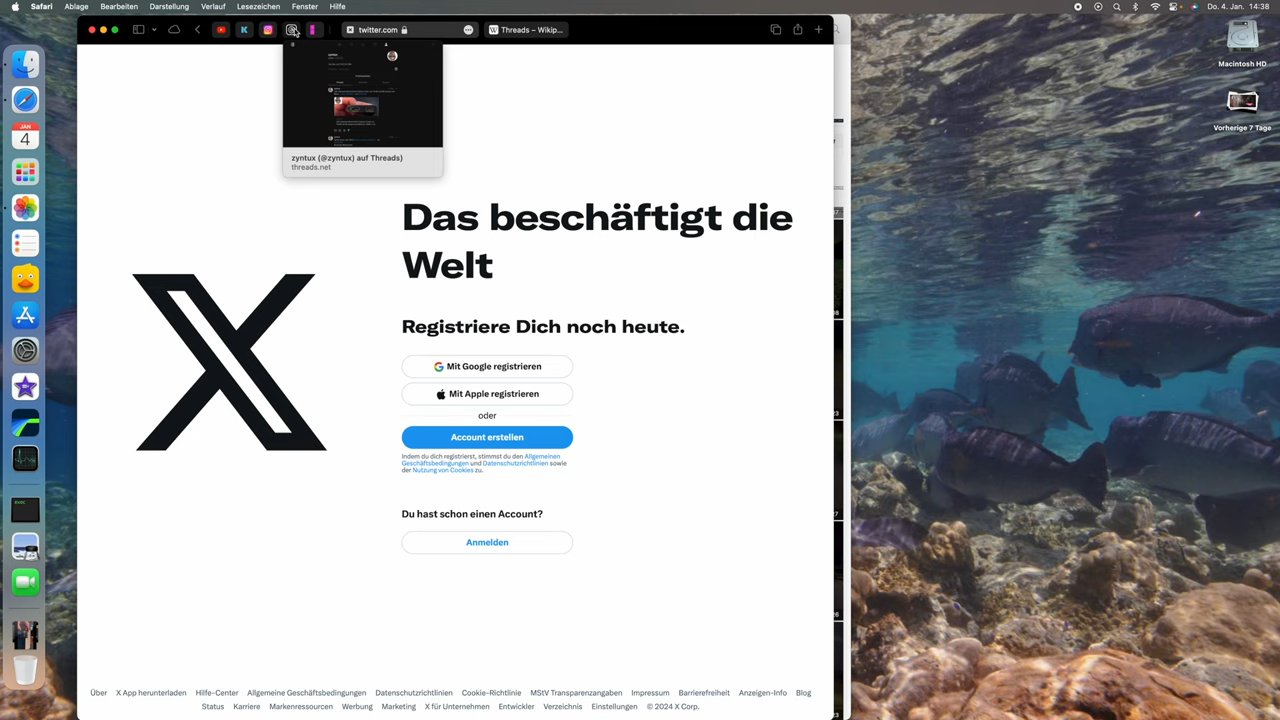 Safari Ablage Bearbeiten Darstellung Verlauf Lesezeichen Fenster Hilfe
Do. 4. Jan. 14:38
twitter.com
Threads – Wikip...
Macintosh HD
JAN
4
zyntux (@zyntux) auf Threads)
threads.net
Vorherige 7 Tage
Das beschäftigt die
Welt
Registriere Dich noch heute.
Mit Google registrieren
Mit Apple registrieren
oder
Account erstellen
Indem du dich registrierst, stimmst du den Allgemeinen
Geschäftsbedingungen und Datenschutzrichtlinien sowie
der Nutzung von Cookies zu.
Du hast schon einen Account?
Anmelden
Über X App herunterladen Hilfe-Center Allgemeine Geschäftsbedingungen Datenschutzrichtlinien Cookie-Richtlinie MStV Transparenzangaben Impressum Barrierefreiheit Anzeigen-Info Blog
Status Karriere Markenressourcen Werbung Marketing X für Unternehmen Entwickler Verzeichnis Einstellungen © 2024 X Corp.